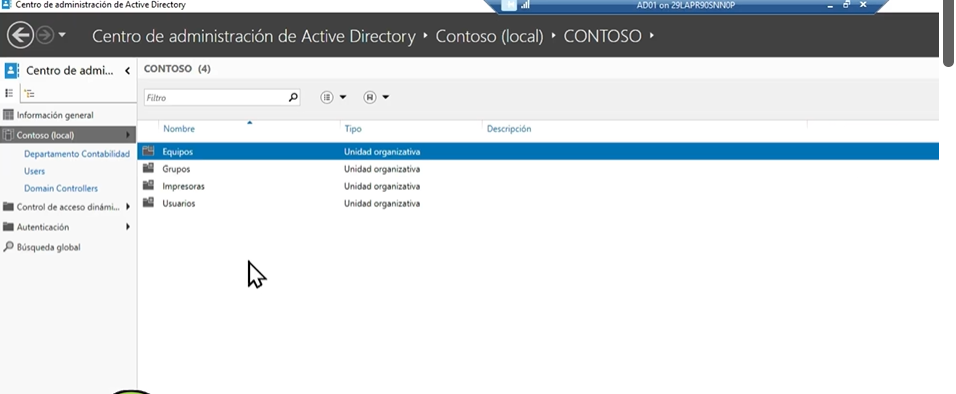 Centro de administración de Active Directory
AD01 on 29LAPR90SNN0P
Centro de administración de Active Directory ‣ Contoso (local) ‣ CONTOSO ‣
Centro de admi...
CONTOSO (4)
Filtro
Información general
Contoso (local)
Departamento Contabilidad
Users
Domain Controllers
Control de acceso dinámi...
Autenticación
Búsqueda global
Nombre Tipo Descripción
Equipos Unidad organizativa
Grupos Unidad organizativa
Impresoras Unidad organizativa
Usuarios Unidad organizativa